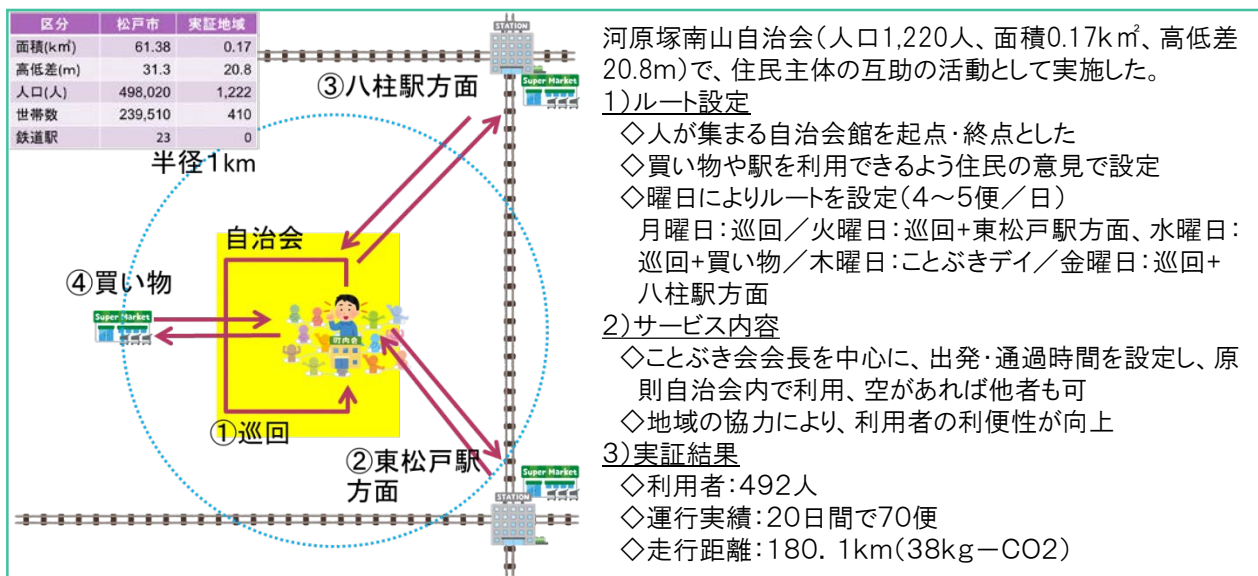 区分 松戸市 実証地域
面積(k㎡) 61.38 0.17
高低差(m) 31.3 20.8
人口(人) 498,020 1,222
世帯数 239,510 410
鉄道駅 23 0
半径1km
STATION
Super Market
③八柱駅方面
自治会
④買い物
Super Market
町内会
①巡回
②東松戸駅
方面
Super Market
STATION
河原塚南山自治会(人口1,220人、面積0.17k㎡、高低差
20.8m)で、住民主体の互助の活動として実施した。
1)ルート設定
◇人が集まる自治会館を起点・終点とした
◇買い物や駅を利用できるよう住民の意見で設定
◇曜日によりルートを設定(4~5便/日)
月曜日:巡回/火曜日:巡回+東松戸駅方面、水曜日:
巡回+買い物/木曜日:ことぶきデイ/金曜日:巡回+
八柱駅方面
2)サービス内容
◇ことぶき会会長を中心に、出発・通過時間を設定し、原
則自治会内で利用、空があれば他者も可
◇地域の協力により、利用者の利便性が向上
3)実証結果
◇利用者:492人
◇運行実績:20日間で70便
◇走行距離:180.1km(38kg-CO2)